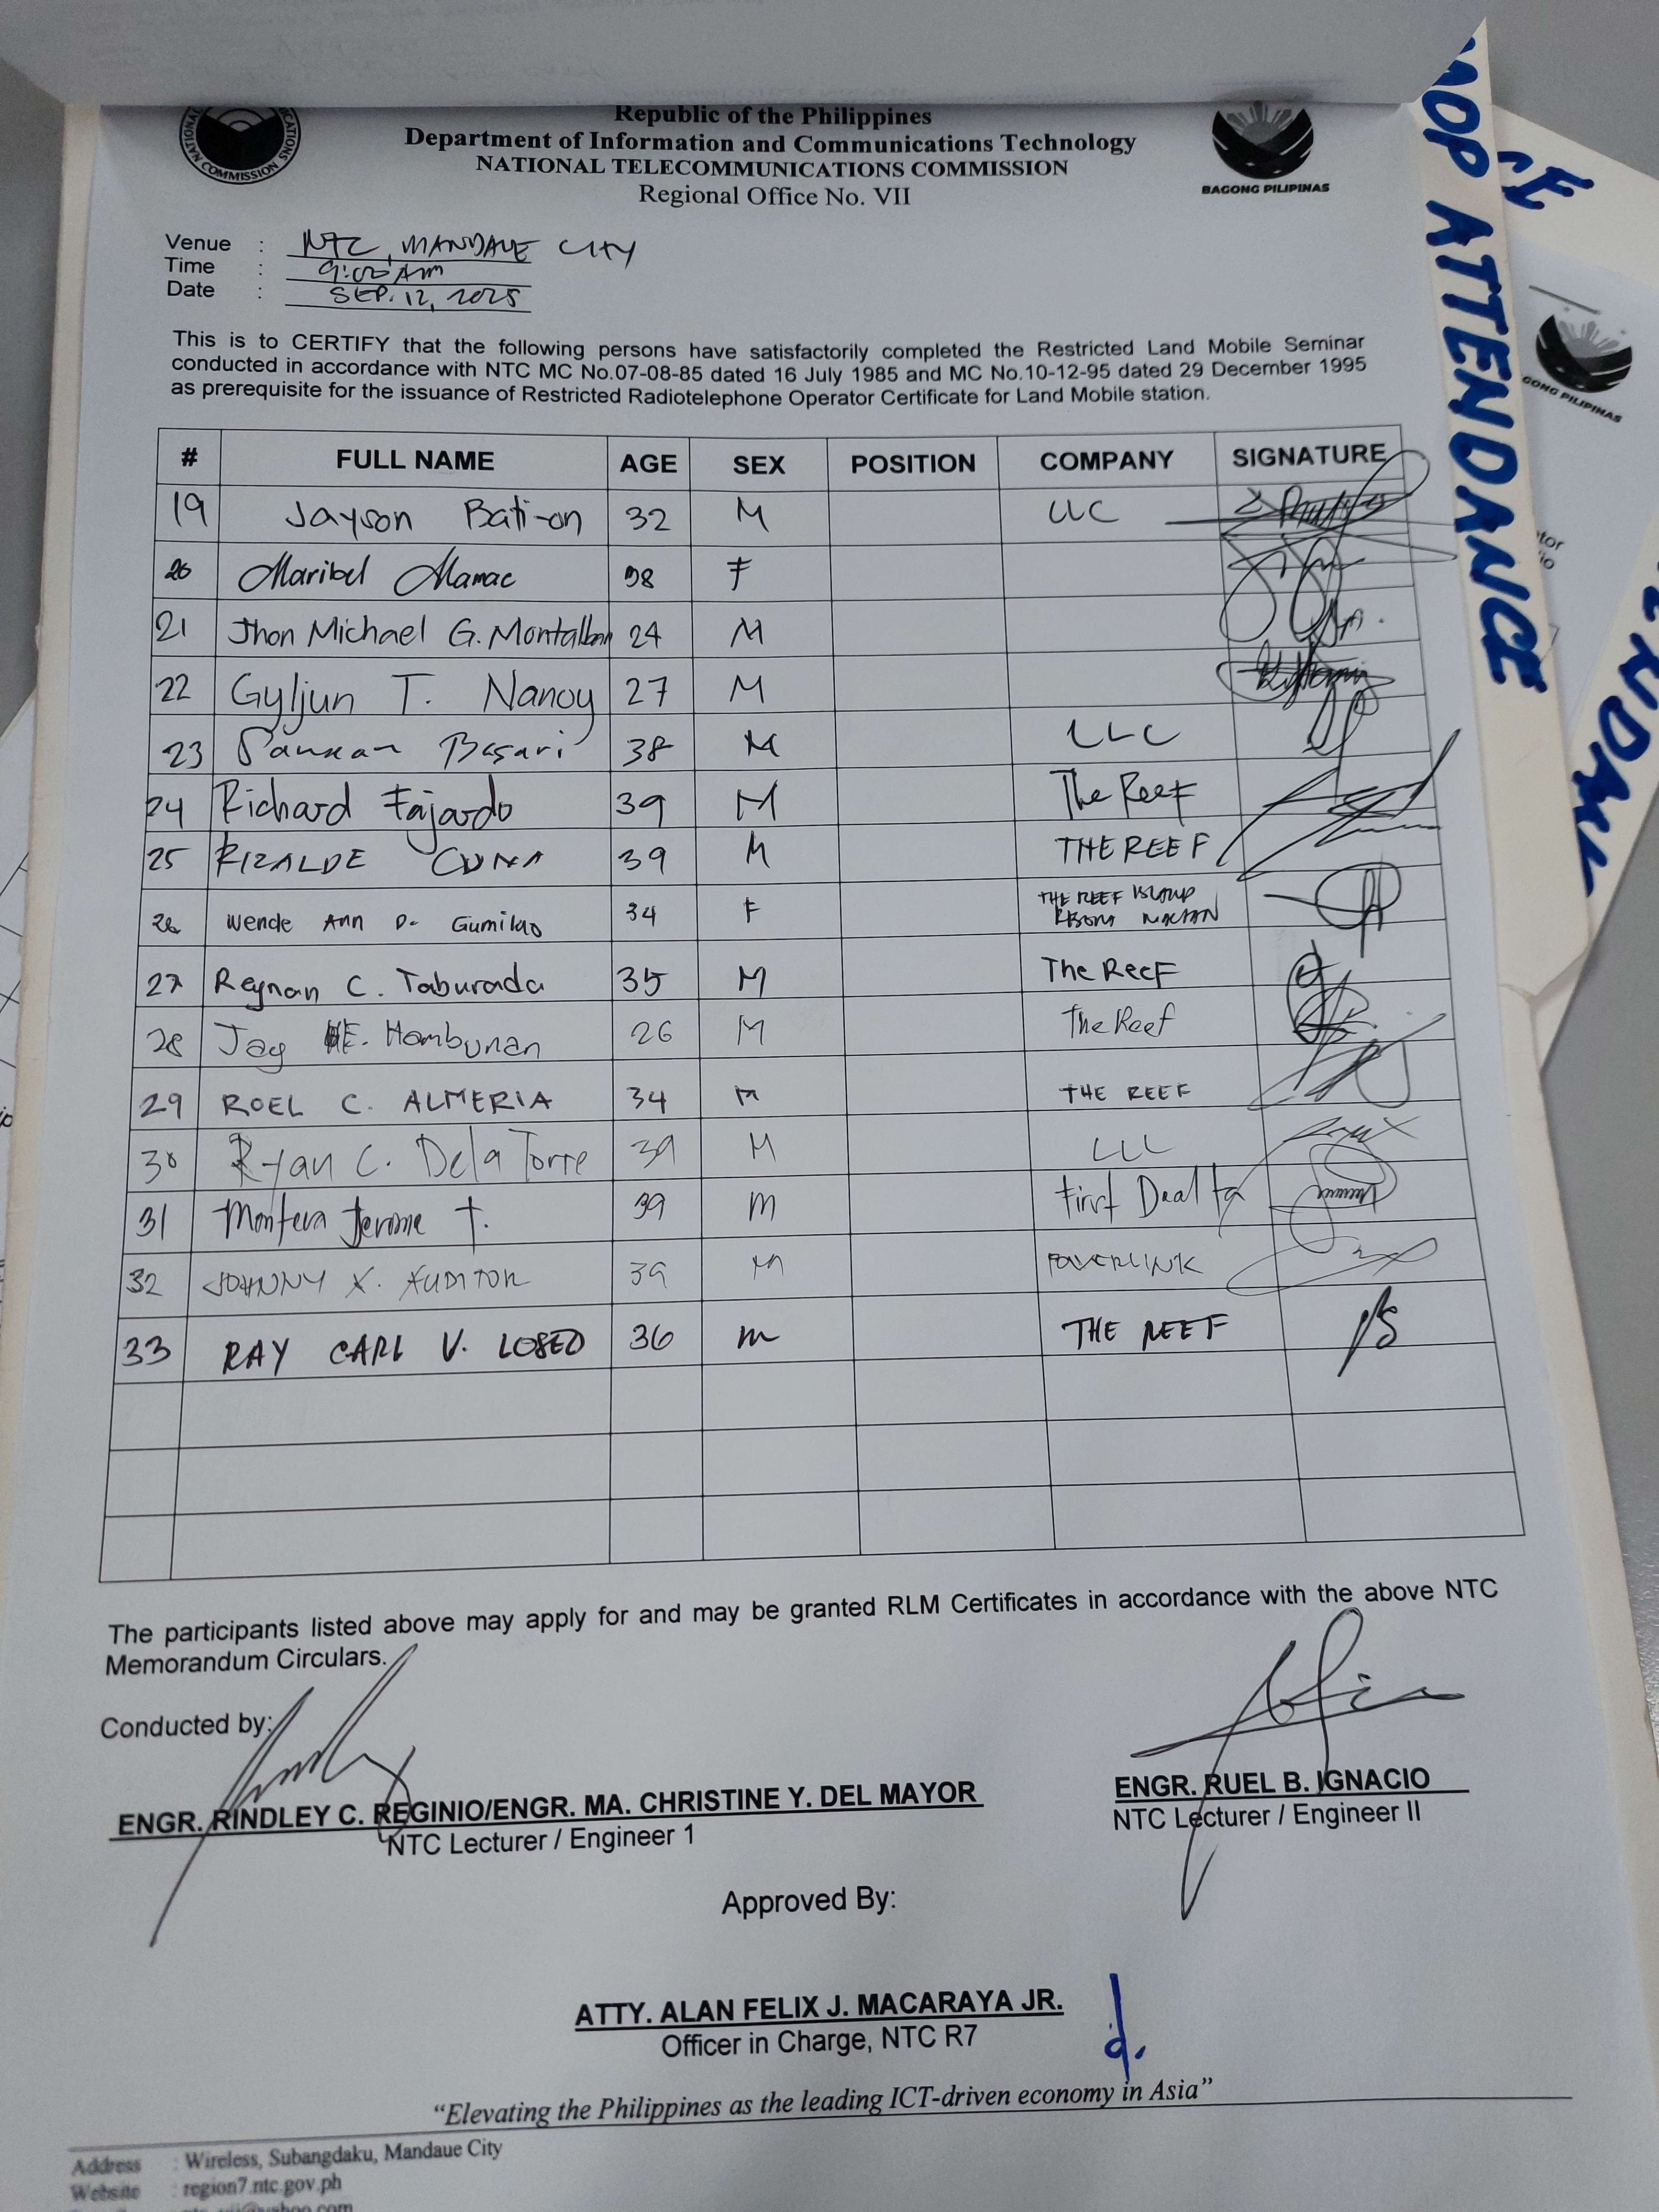 Republic of the Philippines
Department of Information and Communications Technology
NATIONAL TELECOMMUNICATIONS COMMISSION
Regional Office No. VII
NATIONAL
COMMISSION
BAGONG PILIPINAS
Venue : NTC, MANDAUE CITY
Time : 9:00 AM
Date : SEP. 12, 2025
This is to CERTIFY that the following persons have satisfactorily completed the Restricted Land Mobile Seminar
conducted in accordance with NTC MC No.07-08-85 dated 16 July 1985 and MC No.10-12-95 dated 29 December 1995
as prerequisite for the issuance of Restricted Radiotelephone Operator Certificate for Land Mobile station.
# FULL NAME AGE SEX POSITION COMPANY SIGNATURE
19 Jayson Bati-on 32 M LLC
20 Maribel Mamac 38 F
21 Jhon Michael G. Montalban 24 M
22 Gyljun T. Nanoy 27 M
23 Basari 38 M LLC
24 Richard Fajardo 39 M The Reef
25 RIZALDE CUNA 39 M THE REEF
26 Wende Ann D. Gumilao 34 F THE REEF ISLAND
27 Reynan C. Taburada 35 M The Reef
28 Jay E. Hambunan 26 M The Reef
29 ROEL C. ALMERIA 34 M THE REEF
30 Ryan C. Dela Torre 39 M LLC
31 Jerome T. 39 M First
32 JOHNNY X. AUDITOR 39 M POWERLINK
33 RAY CARL V. LOSED 36 M THE REEF
The participants listed above may apply for and may be granted RLM Certificates in accordance with the above NTC
Memorandum Circulars.
Conducted by:
ENGR. RINDLEY C. REGINIO/ENGR. MA. CHRISTINE Y. DEL MAYOR
NTC Lecturer / Engineer 1
ENGR. RUEL B. IGNACIO
NTC Lecturer / Engineer II
Approved By:
ATTY. ALAN FELIX J. MACARAYA JR.
Officer in Charge, NTC R7
“Elevating the Philippines as the leading ICT-driven economy in Asia”
Address : Wireless, Subangdaku, Mandaue City
Website : region7.ntc.gov.ph
ATTENDANCE
GONG PILIPINAS